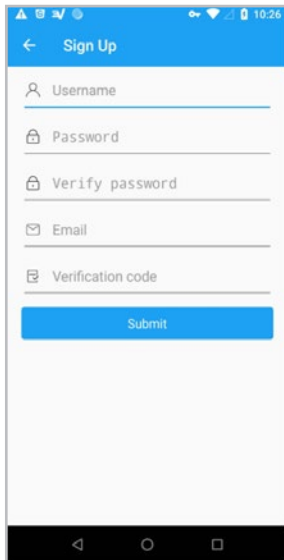 10:26
Sign Up
Username
Password
Verify password
Email
Verification code
Submit